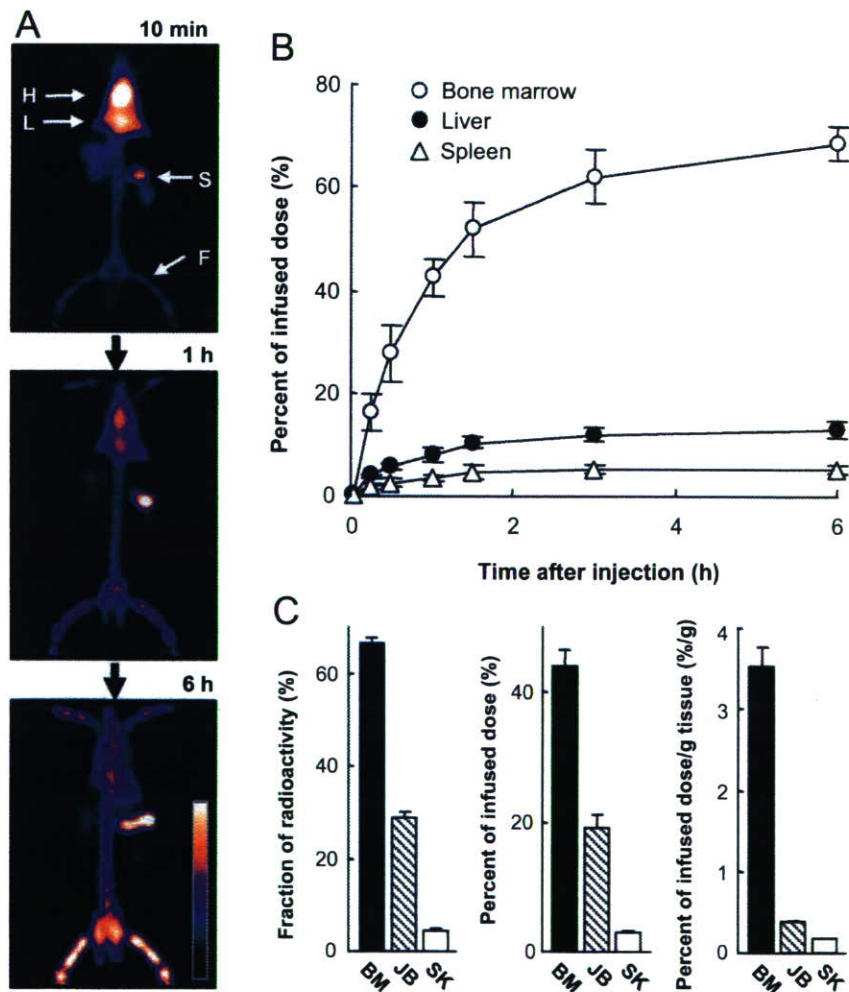 A
10 min
H
L
S
F
1 h
6 h
B
Percent of infused dose (%)
80
60
40
20
0
Bone marrow
Liver
Spleen
0
2
4
6
Time after injection (h)
C
Fraction of radioactivity (%)
60
40
20
0
BM
JB
SK
Percent of infused dose (%)
40
20
0
BM
JB
SK
Percent of infused dose/g tissue (%/g)
4
3
2
1
0
BM
JB
SK